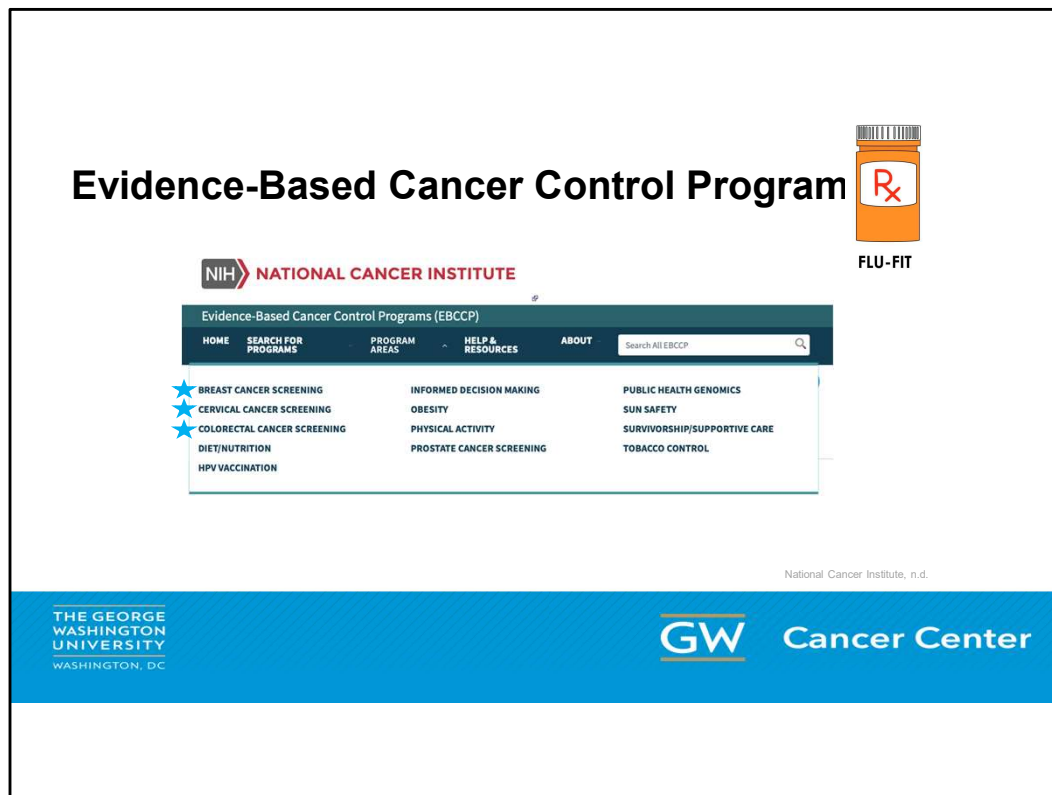 Evidence-Based Cancer Control Program
Rx
FLU-FIT
NIH NATIONAL CANCER INSTITUTE
Evidence-Based Cancer Control Programs (EBCCP)
HOME SEARCH FOR PROGRAMS PROGRAM AREAS HELP & RESOURCES ABOUT Search All EBCCP
BREAST CANCER SCREENING INFORMED DECISION MAKING PUBLIC HEALTH GENOMICS
CERVICAL CANCER SCREENING OBESITY SUN SAFETY
COLORECTAL CANCER SCREENING PHYSICAL ACTIVITY SURVIVORSHIP/SUPPORTIVE CARE
DIET/NUTRITION PROSTATE CANCER SCREENING TOBACCO CONTROL
HPV VACCINATION
National Cancer Institute, n.d.
THE GEORGE
WASHINGTON
UNIVERSITY
WASHINGTON, DC
GW Cancer Center